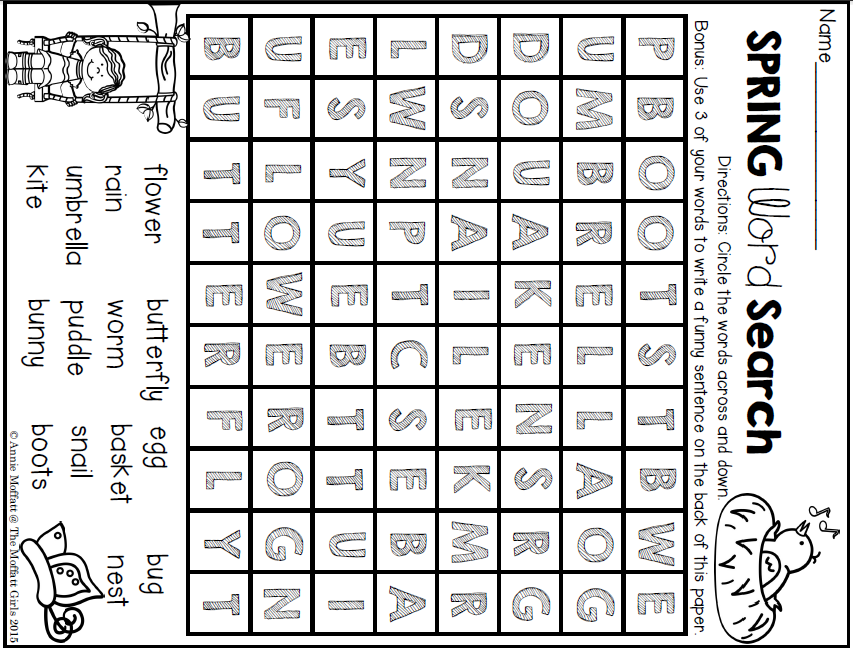 Name
SPRING Word Search
Directions: Circle the words across and down.
Bonus: Use 3 of your words to write a funny sentence on the back of this paper.
P B O O T S T B W E
U M B R E L L A O G
D O U A K E N S R G
D S N A I L E K M R
L W N P T C S E B A
E S Y U E B T T U I
U F L O W E R O G N
B U T T E R F L Y T
flower butterfly egg bug
rain worm basket nest
umbrella puddle snail
kite bunny boots
© Annie Moffatt @ The Moffatt Girls 2015